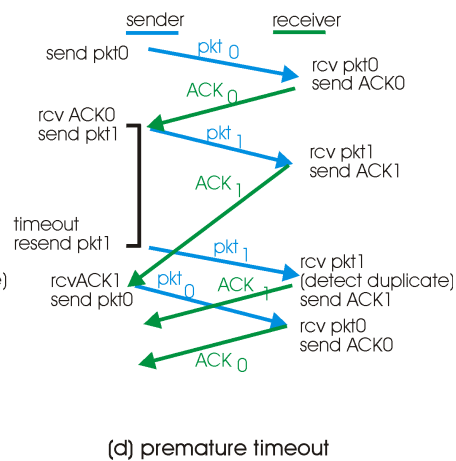 sender
receiver
send pkt0
pkt 0
rcv pkt0
send ACK0
ACK 0
rcv ACK0
send pkt1
pkt 1
rcv pkt1
send ACK1
ACK 1
timeout
resend pkt1
pkt 1
rcv pkt1
(detect duplicate)
send ACK1
e)
rcvACK1
send pkt0
pkt 0
ACK 1
rcv pkt0
send ACK0
ACK 0
(d) premature timeout